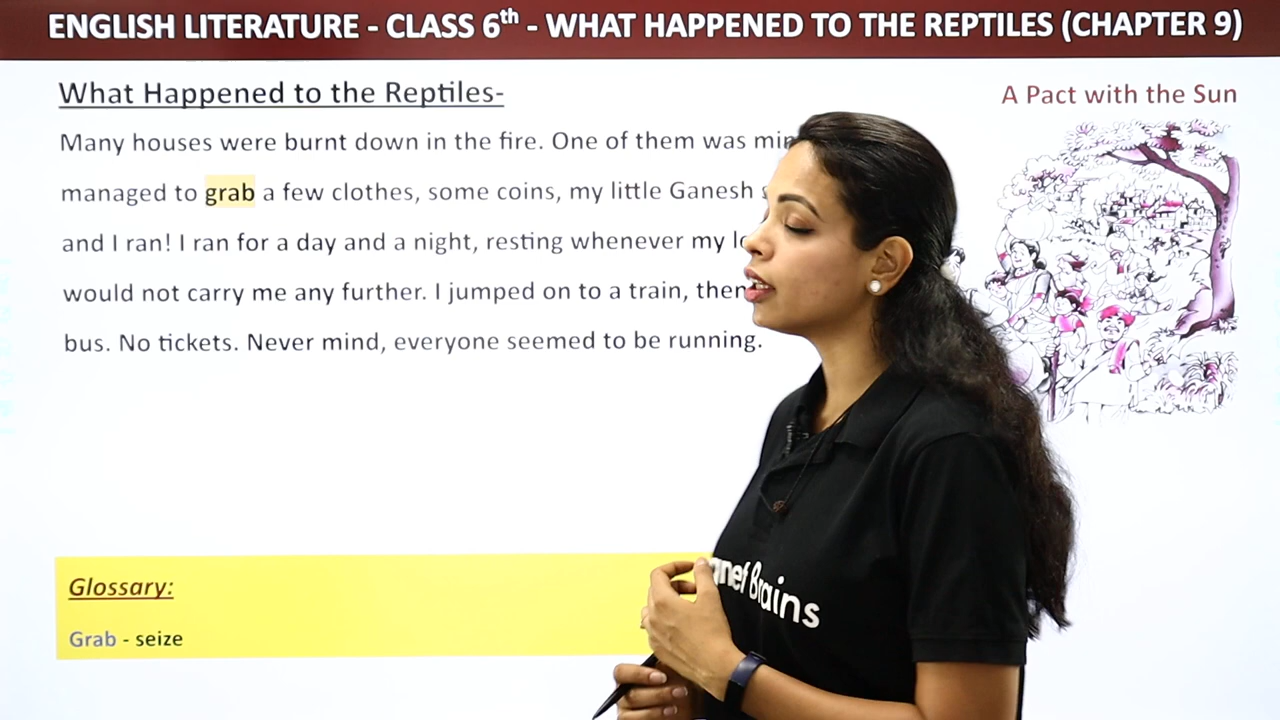 ENGLISH LITERATURE - CLASS 6th - WHAT HAPPENED TO THE REPTILES (CHAPTER 9)
What Happened to the Reptiles-
A Pact with the Sun
Many houses were burnt down in the fire. One of them was
managed to grab a few clothes, some coins, my little Ganesh
and I ran! I ran for a day and a night, resting whenever my
would not carry me any further. I jumped on to a train,
bus. No tickets. Never mind, everyone seemed to be running.
Glossary:
Grab - seize
Brains